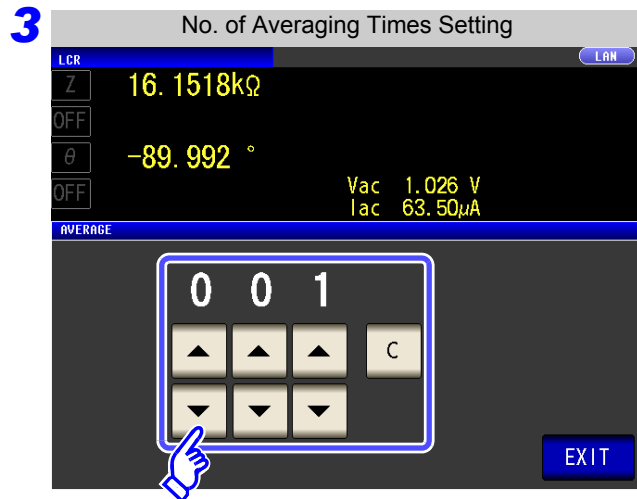 3 No. of Averaging Times Setting
LCR LAN
Z 16.1518kΩ
OFF
θ -89.992 °
OFF Vac 1.026 V
Iac 63.50μA
AVERAGE
0 0 1
C
EXIT